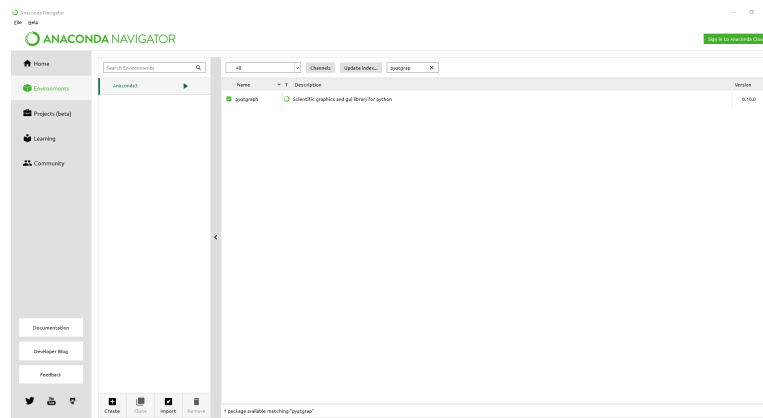 Anaconda Navigator
File Help
ANACONDA NAVIGATOR
Sign in to Anaconda Clou
Home
Environments
Projects (beta)
Learning
Community
Documentation
Developer Blog
Feedback
Search Environments
Anaconda3
Create Clone Import Remove
All Channels Update index... pyqtgrap X
Name T Description Version
pyqtgraph Scientific graphics and gui library for python 0.10.0
1 package available matching "pyqtgrap"